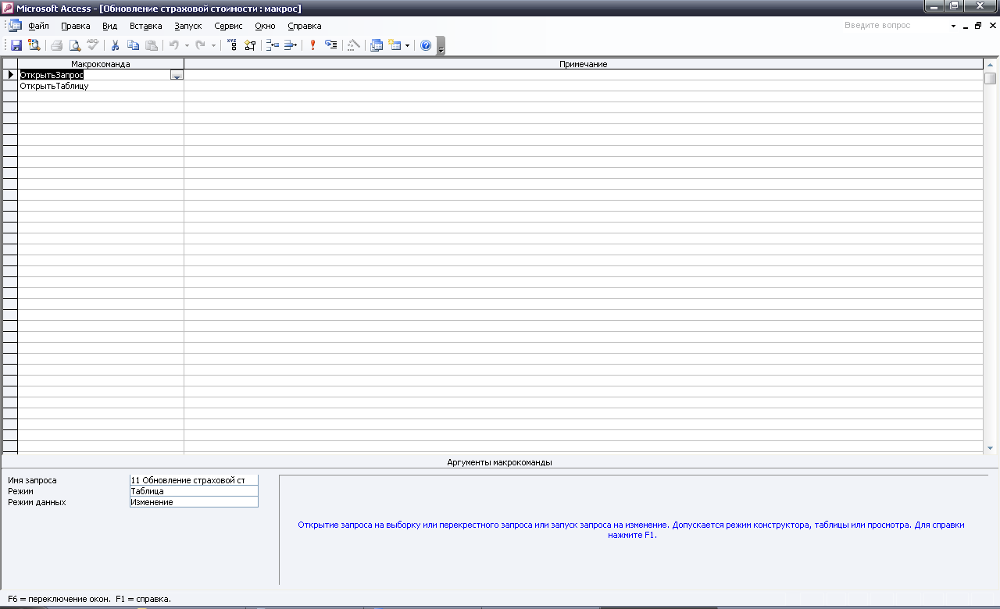 Microsoft Access - [Обновление страховой стоимости : макрос]
Файл Правка Вид Вставка Запуск Сервис Окно Справка Введите вопрос
Макрокоманда Примечание
ОткрытьЗапрос
ОткрытьТаблицу
Аргументы макрокоманды
Имя запроса 11 Обновление страховой ст
Режим Таблица
Режим данных Изменение
Открытие запроса на выборку или перекрестного запроса или запуск запроса на изменение. Допускается режим конструктора, таблицы или просмотра. Для справки
нажмите F1.
F6 = переключение окон. F1 = справка.